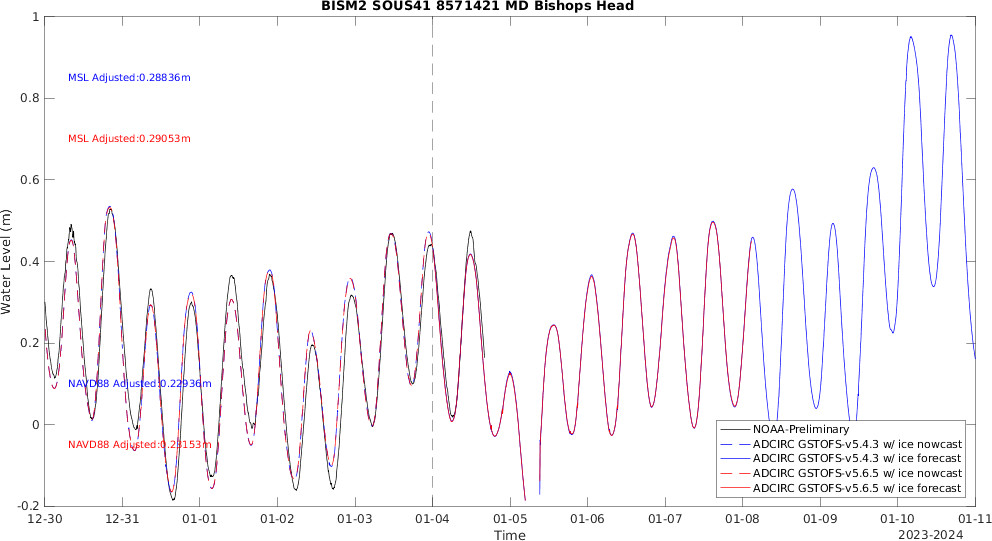 BISM2 SOUS41 8571421 MD Bishops Head
MSL Adjusted:0.28836m
MSL Adjusted:0.29053m
NAVD88 Adjusted:0.22936m
NAVD88 Adjusted:0.23153m
Water Level (m)
1
0.8
0.6
0.4
0.2
0
-0.2
NOAA-Preliminary
ADCIRC GSTOFS-v5.4.3 w/ ice nowcast
ADCIRC GSTOFS-v5.4.3 w/ ice forecast
ADCIRC GSTOFS-v5.6.5 w/ ice nowcast
ADCIRC GSTOFS-v5.6.5 w/ ice forecast
12-30 12-31 01-01 01-02 01-03 01-04 01-05 01-06 01-07 01-08 01-09 01-10 01-11
Time
2023-2024